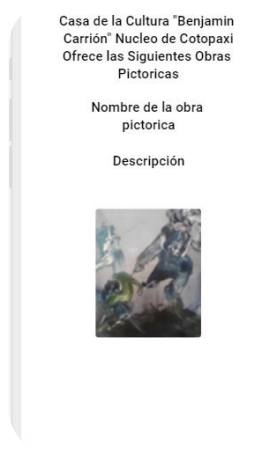 Casa de la Cultura "Benjamin
Carrión" Nucleo de Cotopaxi
Ofrece las Siguientes Obras
Pictoricas
Nombre de la obra
pictorica
Descripción